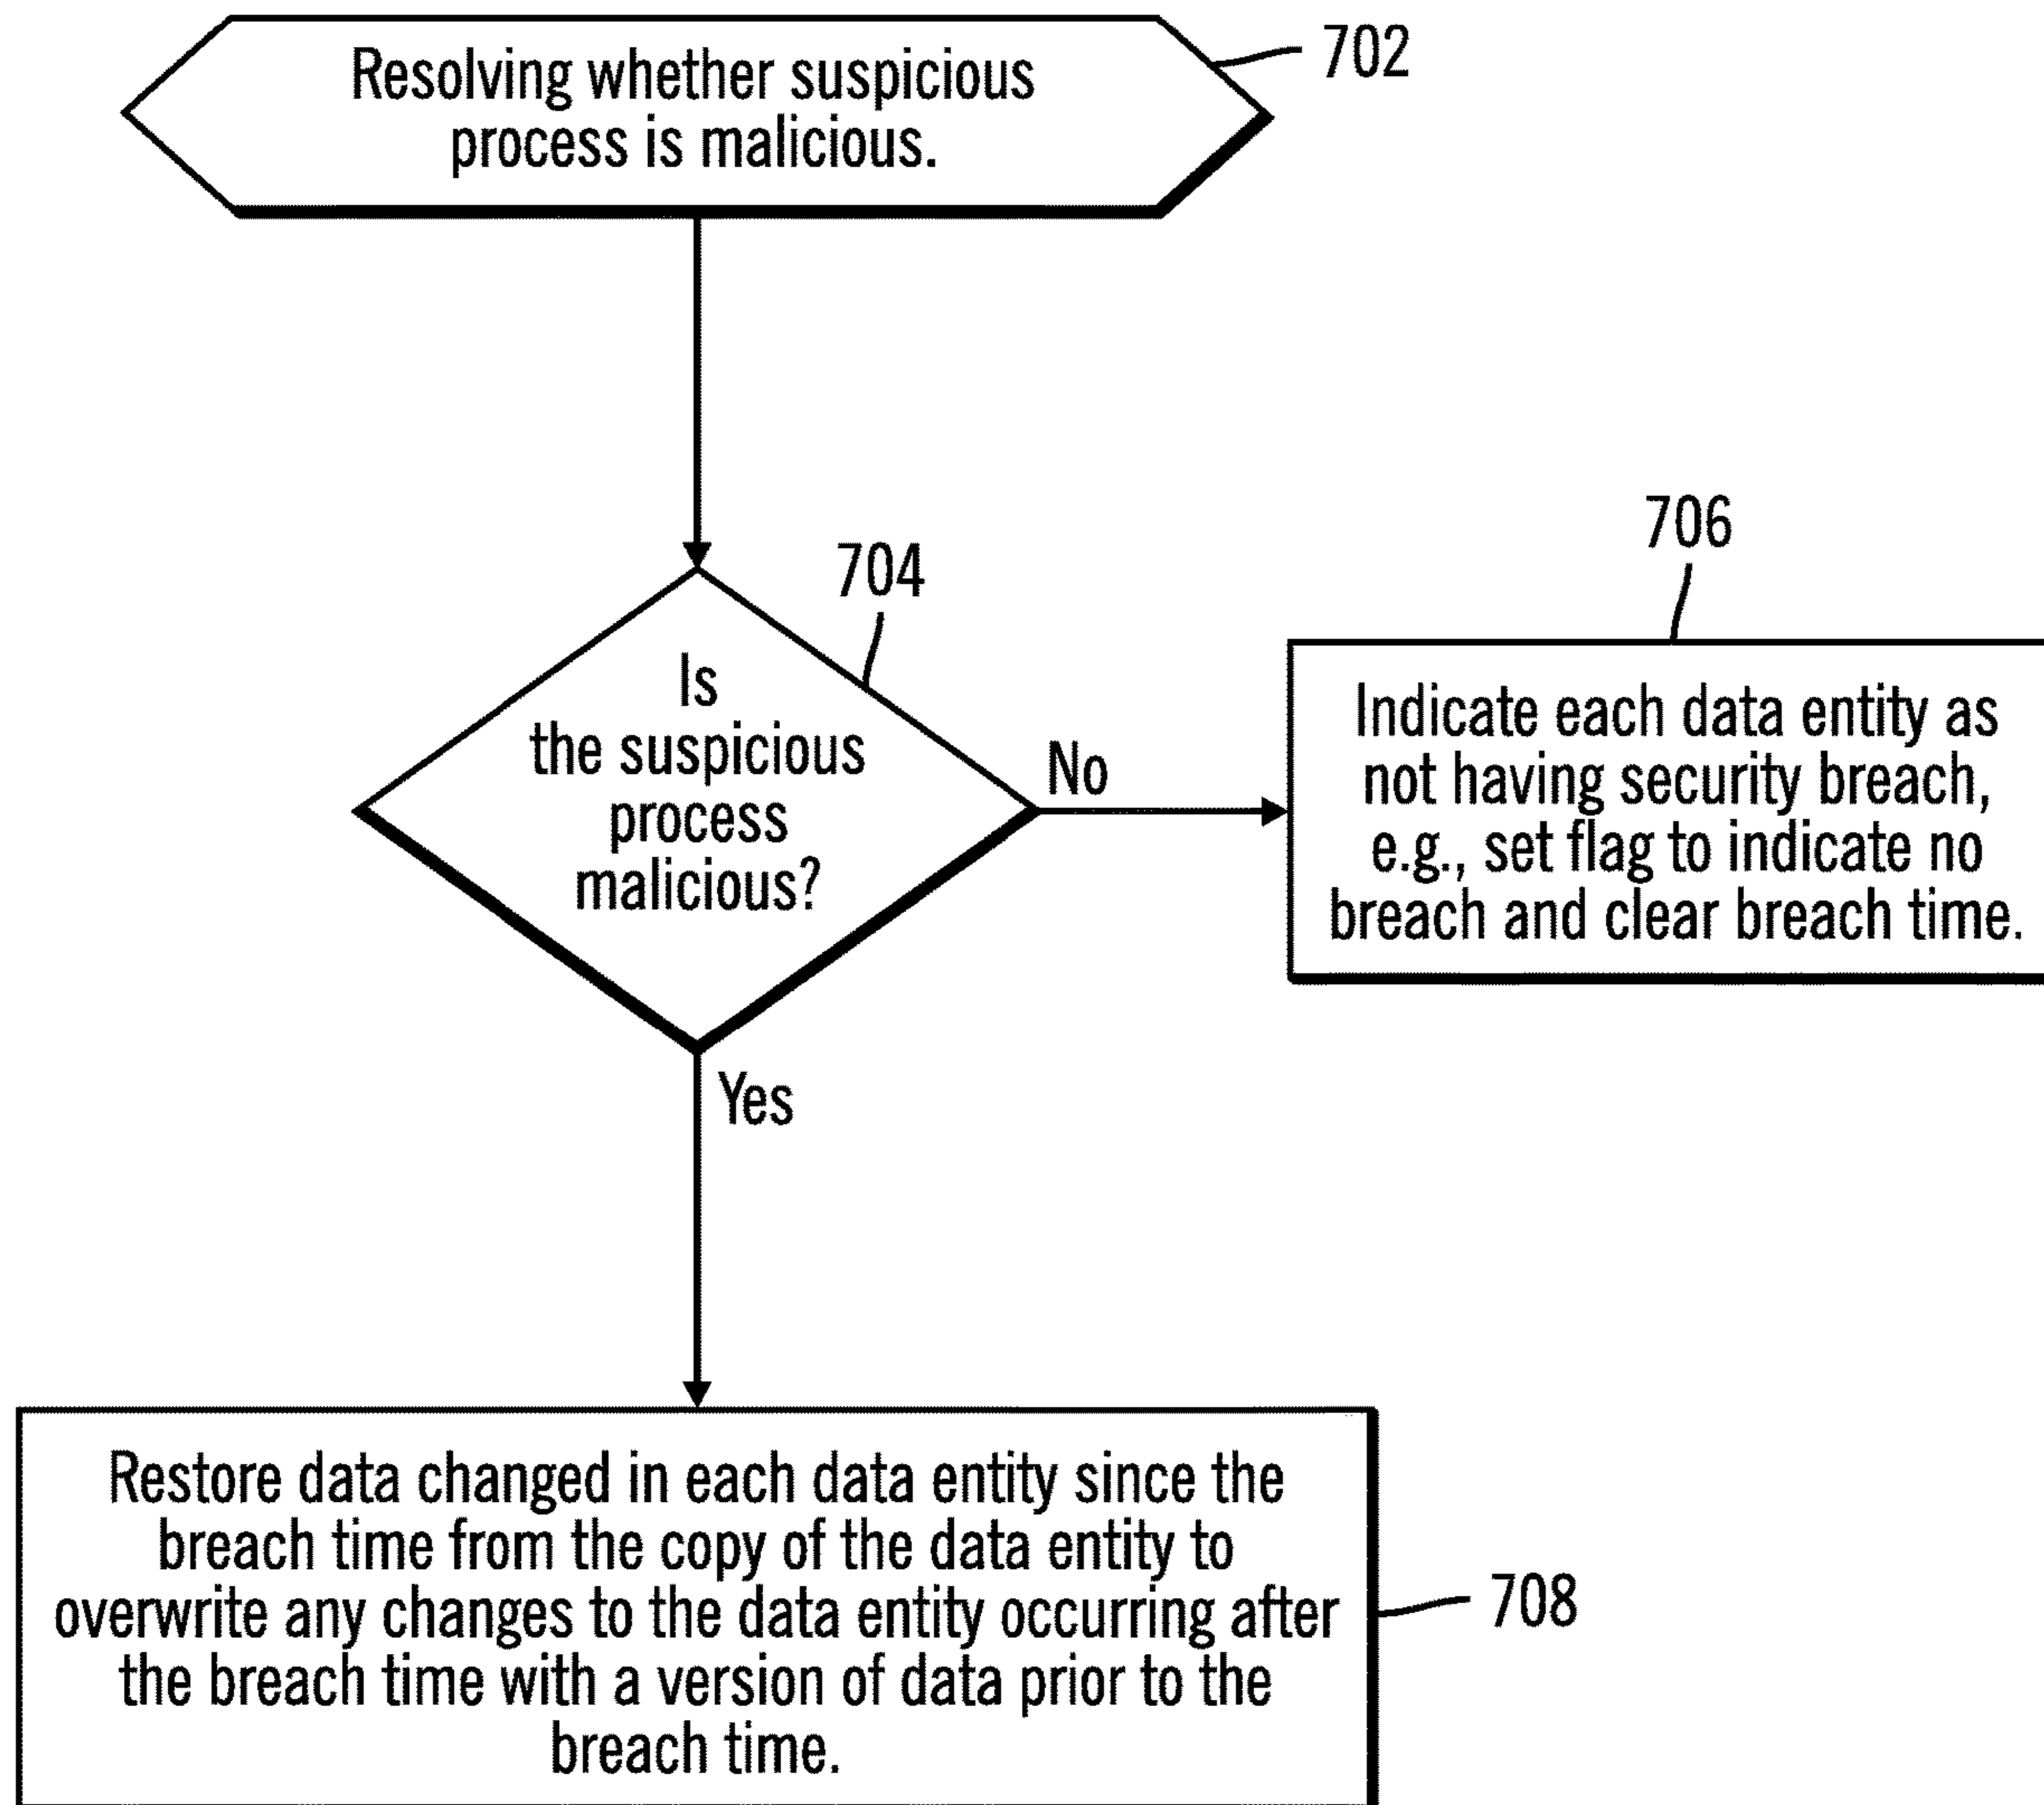 Resolving whether suspicious
process is malicious.
702
704
Is
the suspicious
process
malicious?
No
706
Indicate each data entity as
not having security breach,
e.g., set flag to indicate no
breach and clear breach time.
Yes
Restore data changed in each data entity since the
breach time from the copy of the data entity to
overwrite any changes to the data entity occurring after
the breach time with a version of data prior to the
breach time.
708